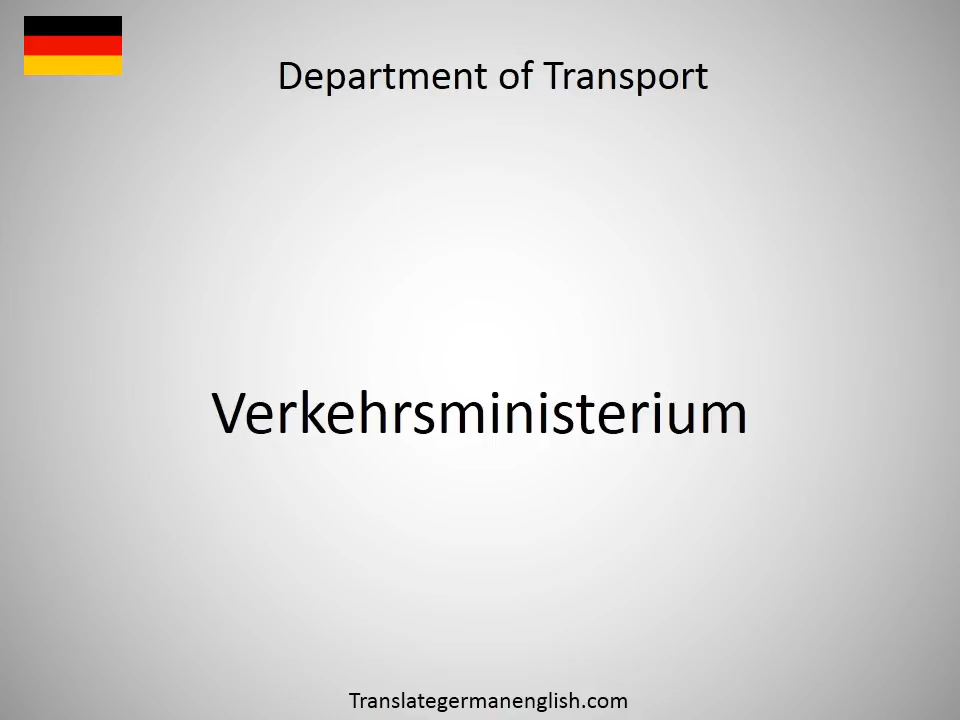 Department of Transport
Verkehrsministerium
Translategermanenglish.com